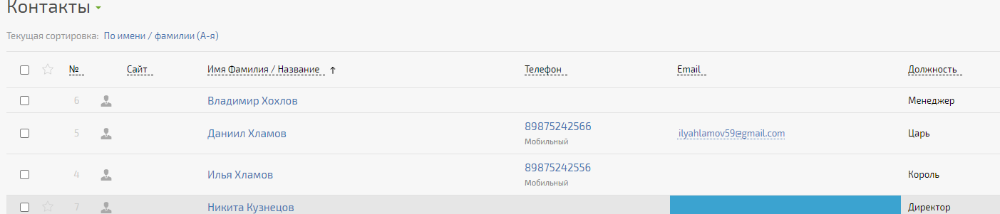 Контакты
Текущая сортировка: По имени / фамилии (А-я)
№ Сайт Имя Фамилия / Название ↑ Телефон Email Должность
6 Владимир Хохлов Менеджер
5 Даниил Хламов 89875242566 ilyahlamov59@gmail.com Царь
Мобильный
4 Илья Хламов 89875242556 Король
Мобильный
7 Никита Кузнецов Директор